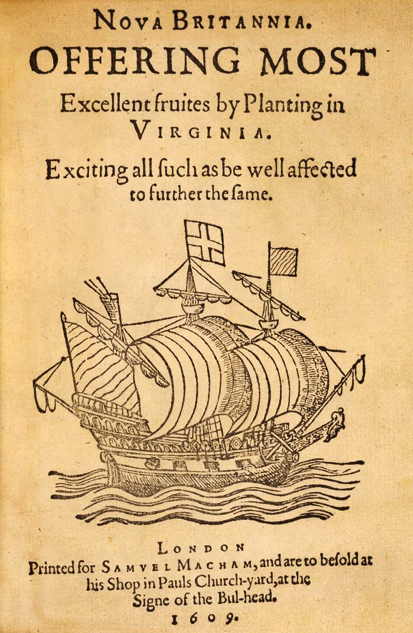 NOVA BRITANNIA.
OFFERING MOST
Excellent fruites by Planting in
VIRGINIA.
Exciting all ſuch as be well affected
to further the ſame.
LONDON
Printed for SAMVEL MACHAM, and are to beſold at
his Shop in Pauls Church-yard, at the
Signe of the Bul-head.
1609.